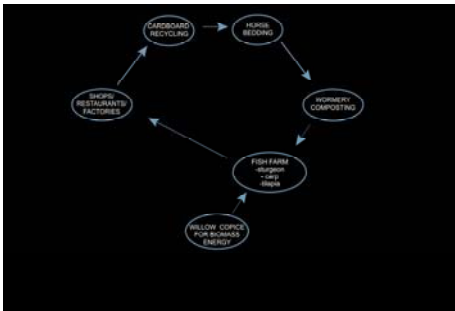 CARDBOARD
RECYCLING
HORSE
BEDDING
WORMERY
COMPOSTING
FISH FARM
-sturgeon
- carp
-tilapia
WILLOW COPICE
FOR BIOMASS
ENERGY
SHOPS/
RESTAURANTS/
FACTORIES